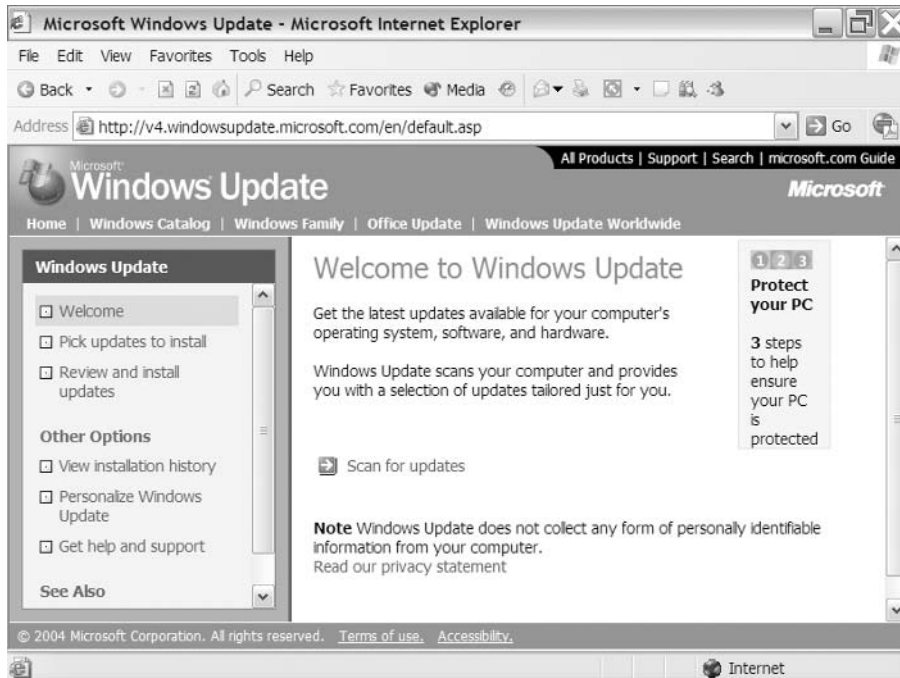 Microsoft Windows Update - Microsoft Internet Explorer
File Edit View Favorites Tools Help
Back Search Favorites Media
Address http://v4.windowsupdate.microsoft.com/en/default.asp Go
All Products | Support | Search | microsoft.com Guide
Microsoft
Windows Update
Microsoft
Home | Windows Catalog | Windows Family | Office Update | Windows Update Worldwide
Windows Update
Welcome
Pick updates to install
Review and install
updates
Other Options
View installation history
Personalize Windows
Update
Get help and support
See Also
Welcome to Windows Update
Get the latest updates available for your computer's
operating system, software, and hardware.
Windows Update scans your computer and provides
you with a selection of updates tailored just for you.
Scan for updates
Note Windows Update does not collect any form of personally identifiable
information from your computer.
Read our privacy statement
1 2 3
Protect
your PC
3 steps
to help
ensure
your PC
is
protected
© 2004 Microsoft Corporation. All rights reserved. Terms of use. Accessibility.
Internet